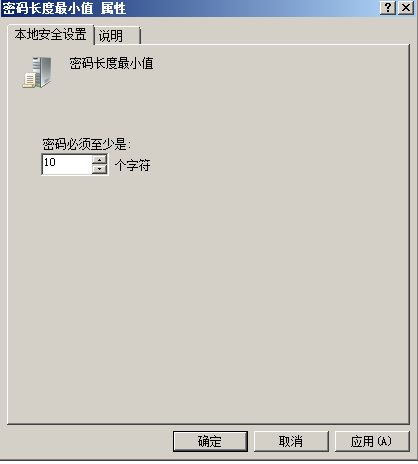 密码长度最小值 属性
本地安全设置 说明
密码长度最小值
密码必须至少是:
10 个字符
确定 取消 应用(A)